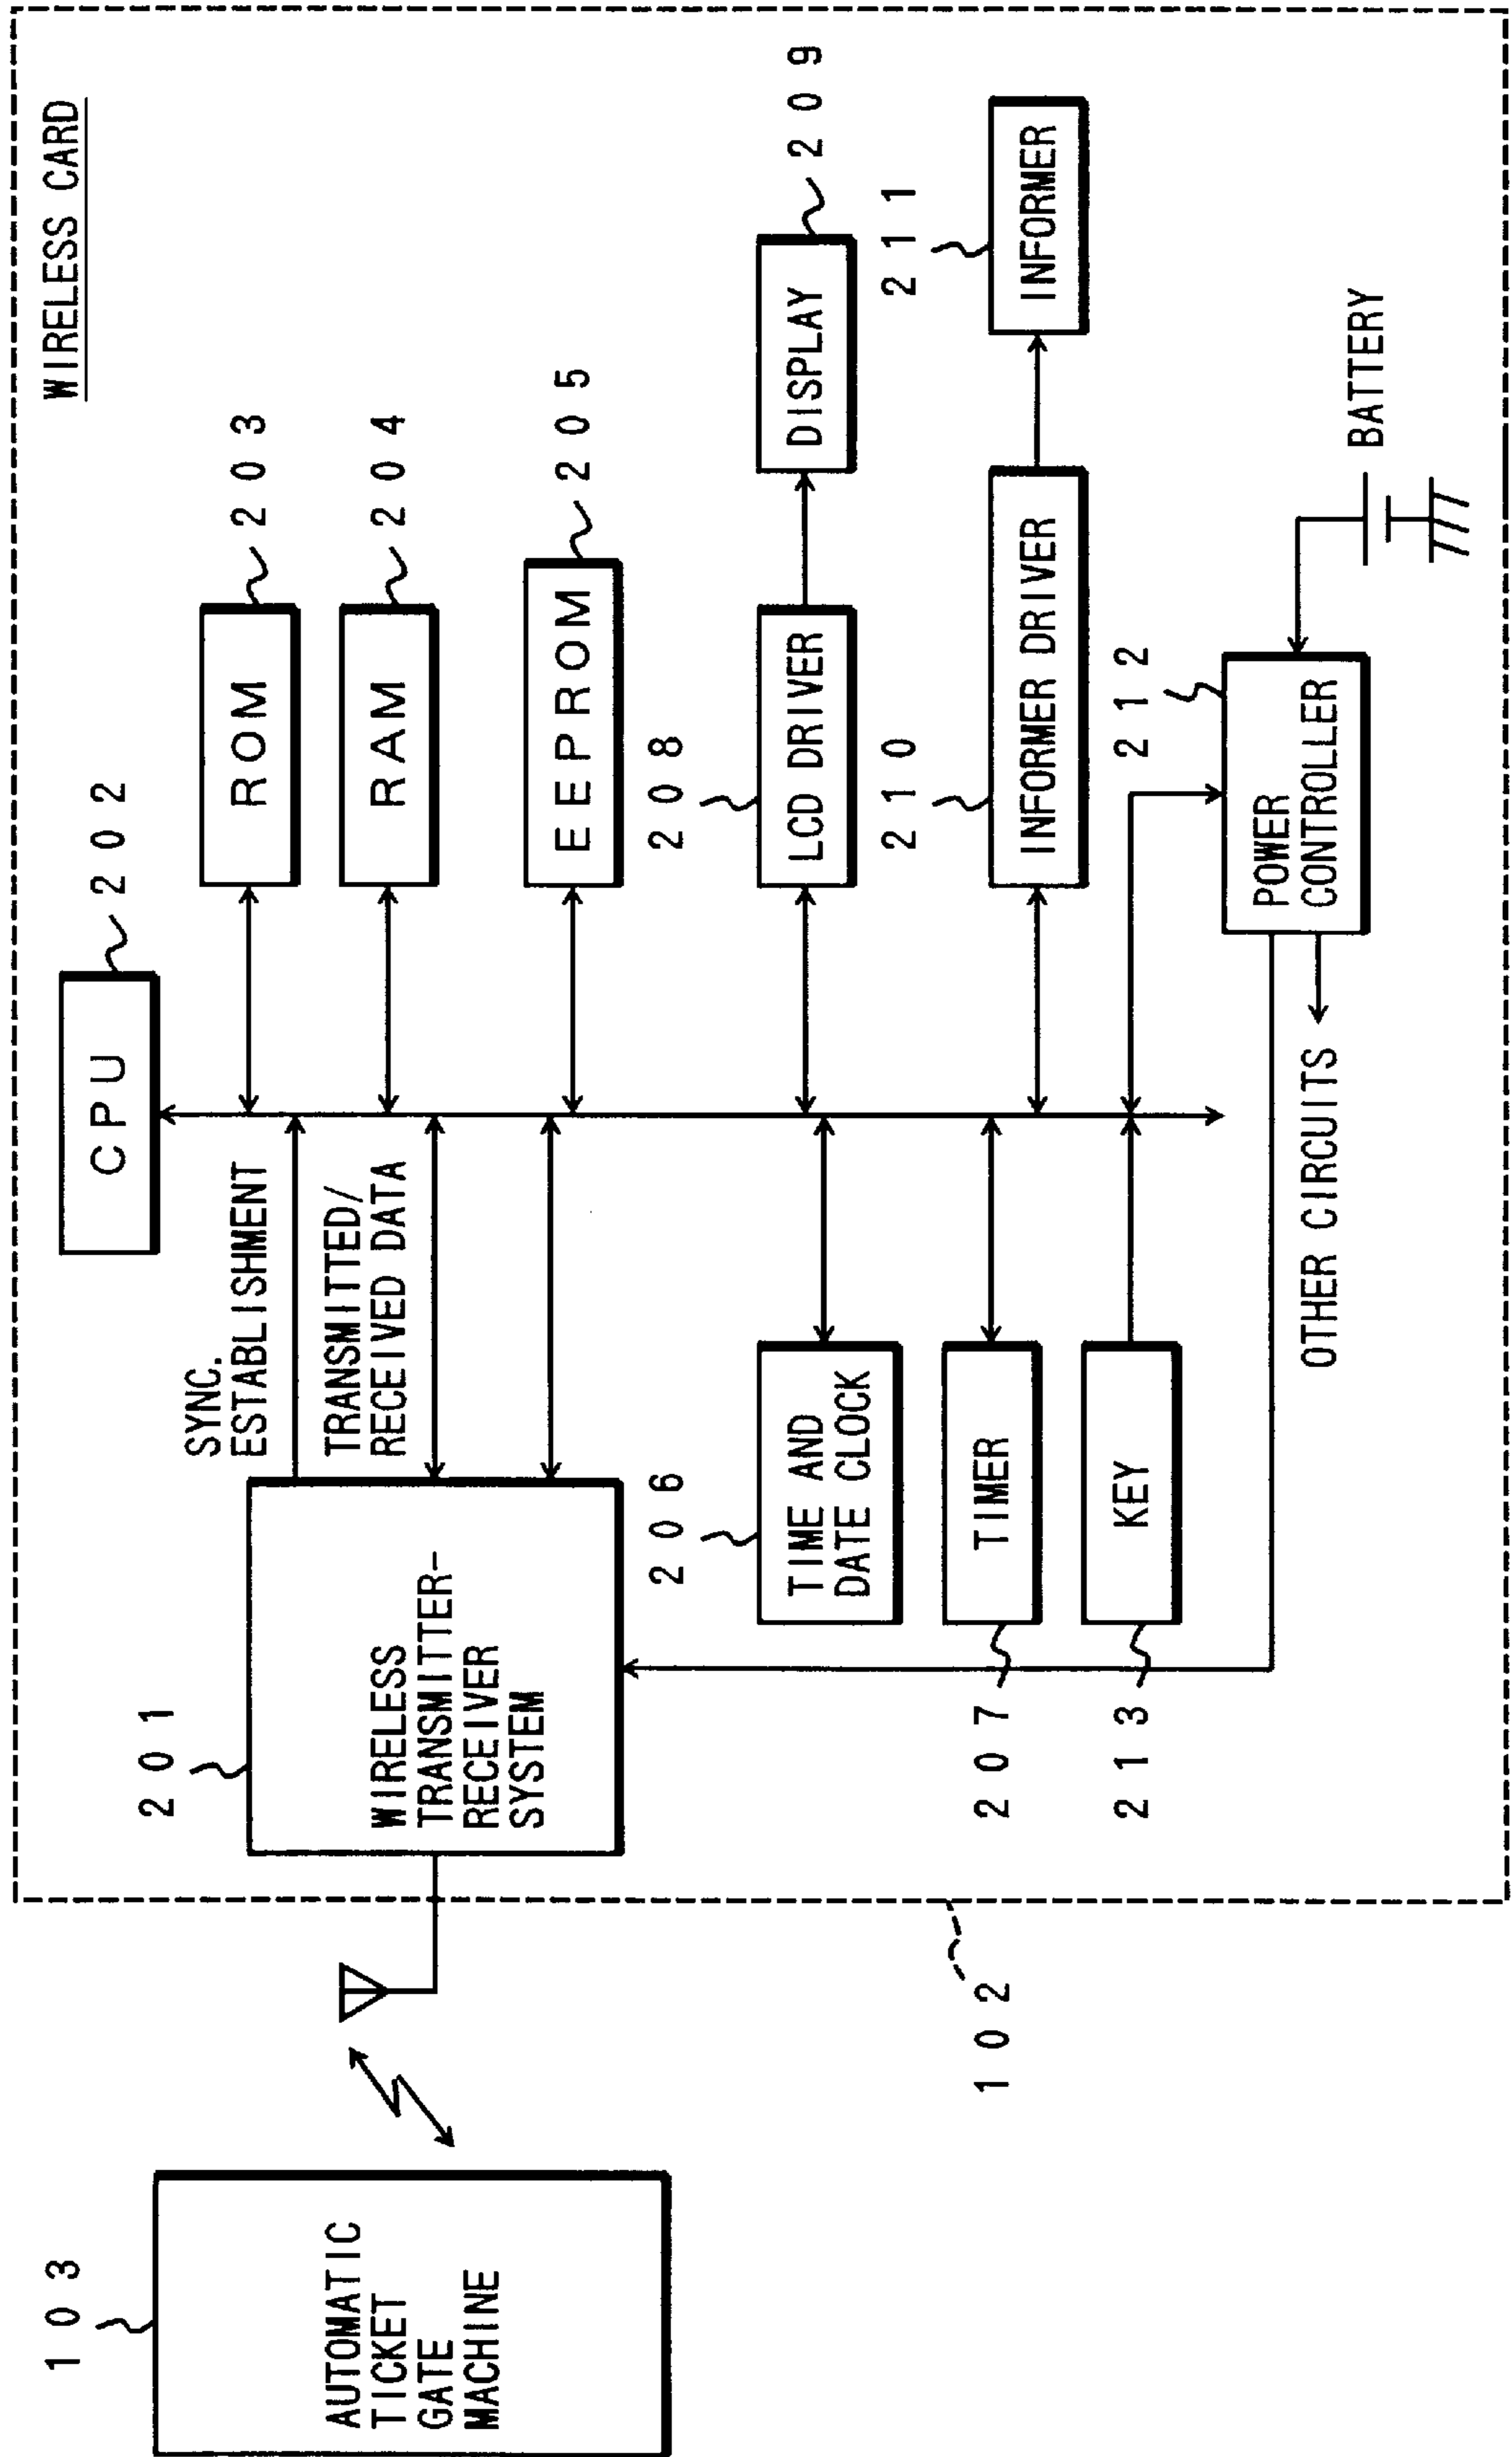 WIRELESS CARD
103
AUTOMATIC
TICKET
GATE
MACHINE
102
201
WIRELESS
TRANSMITTER-
RECEIVER
SYSTEM
SYNC.
ESTABLISHMENT
TRANSMITTED/
RECEIVED DATA
CPU
202
ROM
203
RAM
204
EEPROM
205
206
TIME AND
DATE CLOCK
208
LCD DRIVER
DISPLAY
209
TIMER
207
210
INFORMER DRIVER
211
INFORMER
KEY
213
212
POWER
CONTROLLER
BATTERY
OTHER CIRCUITS